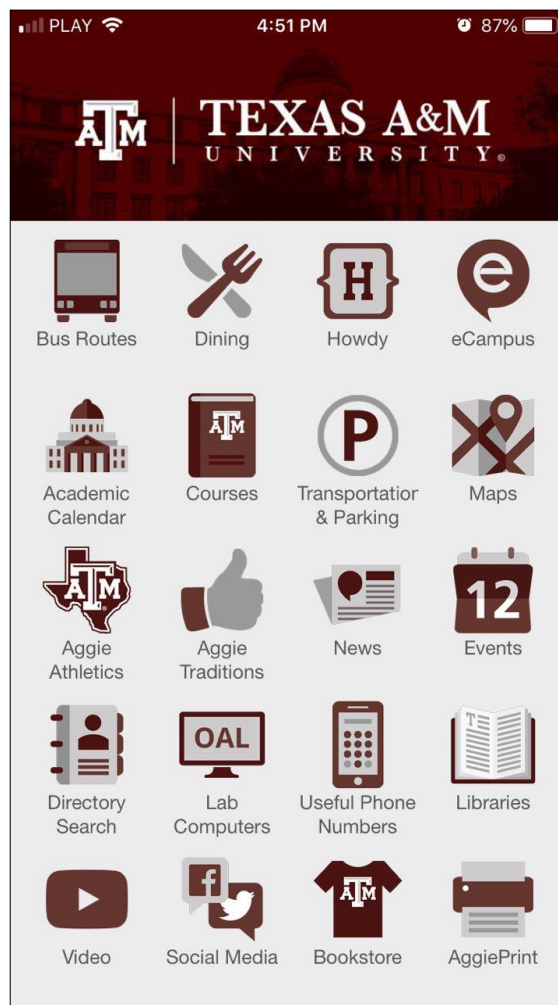 PLAY 4:51 PM 87%
ATM TEXAS A&M
UNIVERSITY®
H e
Bus Routes Dining Howdy eCampus
ATM P
Academic Courses Transportation Maps
Calendar & Parking
ATM 12
Aggie Aggie News Events
Athletics Traditions
OAL T
Directory Lab Useful Phone Libraries
Search Computers Numbers
f ATM
Video Social Media Bookstore AggiePrint